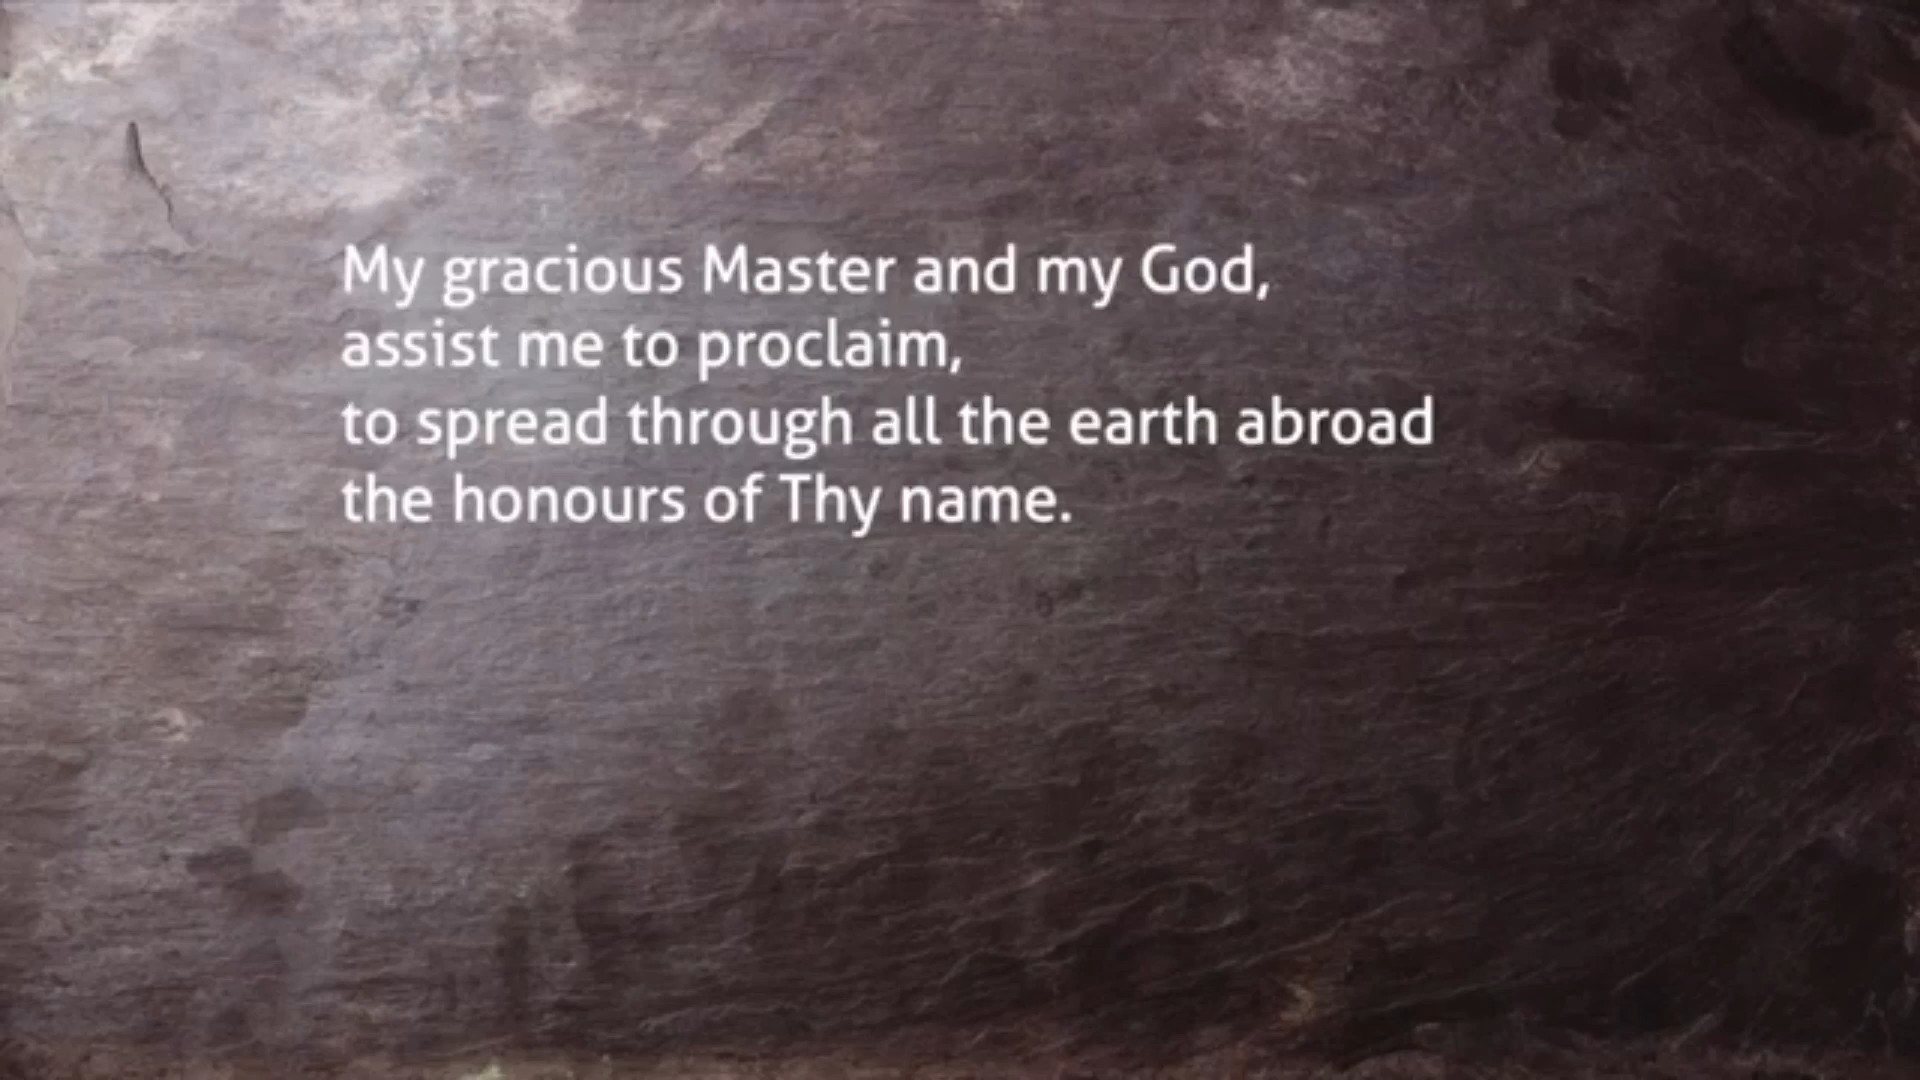 My gracious Master and my God,
assist me to proclaim,
to spread through all the earth abroad
the honours of Thy name.